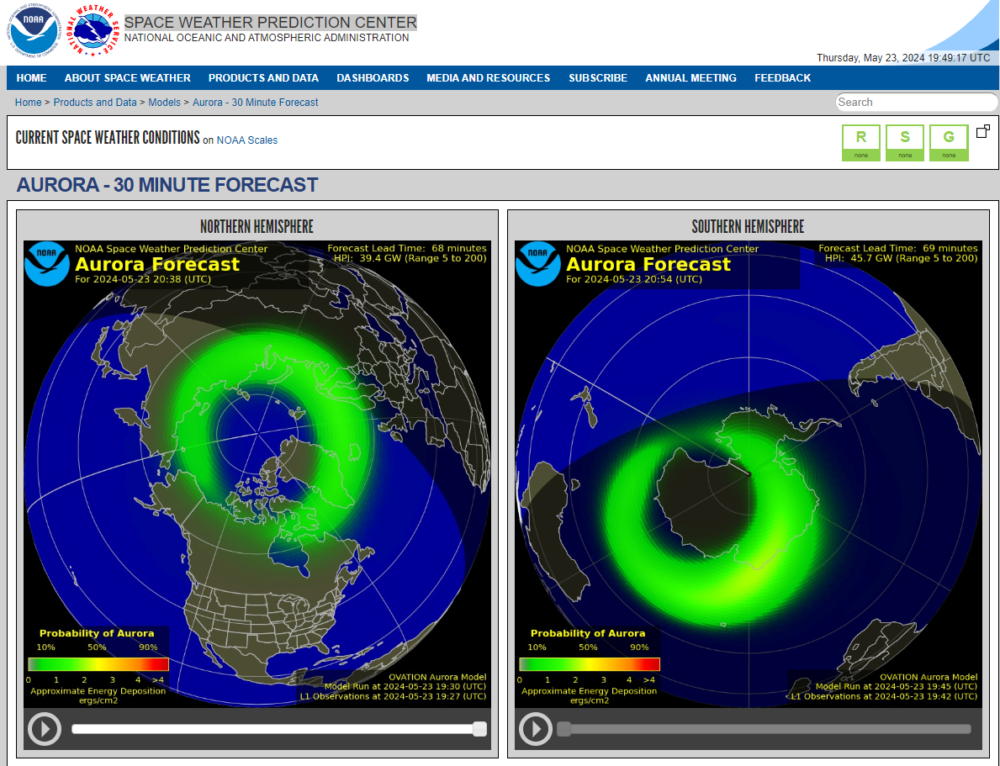 NOAA
NATIONAL WEATHER SERVICE
SPACE WEATHER PREDICTION CENTER
NATIONAL OCEANIC AND ATMOSPHERIC ADMINISTRATION
Thursday, May 23, 2024 19:49:17 UTC
HOME ABOUT SPACE WEATHER PRODUCTS AND DATA DASHBOARDS MEDIA AND RESOURCES SUBSCRIBE ANNUAL MEETING FEEDBACK
Home > Products and Data > Models > Aurora - 30 Minute Forecast
Search
CURRENT SPACE WEATHER CONDITIONS on NOAA Scales
R S G
none none none
AURORA - 30 MINUTE FORECAST
NORTHERN HEMISPHERE
NOAA
NOAA Space Weather Prediction Center
Aurora Forecast
For 2024-05-23 20:38 (UTC)
Forecast Lead Time: 68 minutes
HPI: 39.4 GW (Range 5 to 200)
Probability of Aurora
10% 50% 90%
0 1 2 3 4 >4
Approximate Energy Deposition
ergs/cm2
OVATION Aurora Model
Model Run at 2024-05-23 19:30 (UTC)
L1 Observations at 2024-05-23 19:27 (UTC)
SOUTHERN HEMISPHERE
NOAA
NOAA Space Weather Prediction Center
Aurora Forecast
For 2024-05-23 20:54 (UTC)
Forecast Lead Time: 69 minutes
HPI: 45.7 GW (Range 5 to 200)
Probability of Aurora
10% 50% 90%
0 1 2 3 4 >4
Approximate Energy Deposition
ergs/cm2
OVATION Aurora Model
Model Run at 2024-05-23 19:45 (UTC)
L1 Observations at 2024-05-23 19:42 (UTC)